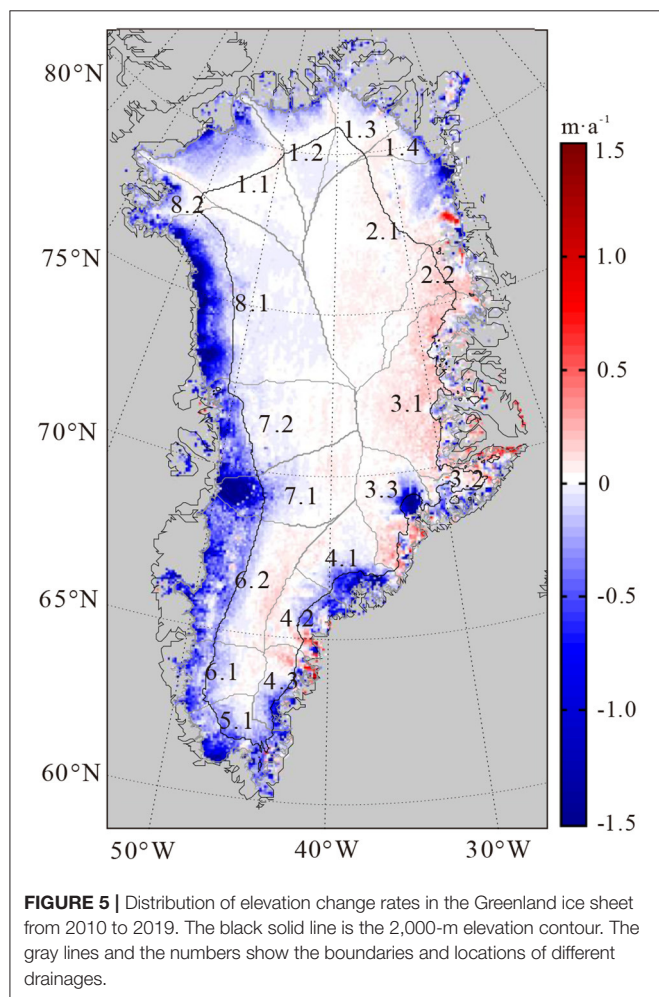 80°N
75°N
70°N
65°N
60°N
50°W
40°W
30°W
1.3
1.2
1.4
1.1
8.2
2.1
2.2
8.1
3.1
7.2
3.2
7.1
3.3
4.1
6.2
4.2
6.1
4.3
5.1
m·a⁻¹
1.5
1.0
0.5
0
-0.5
-1.0
-1.5
FIGURE 5 | Distribution of elevation change rates in the Greenland ice sheet
from 2010 to 2019. The black solid line is the 2,000-m elevation contour. The
gray lines and the numbers show the boundaries and locations of different
drainages.